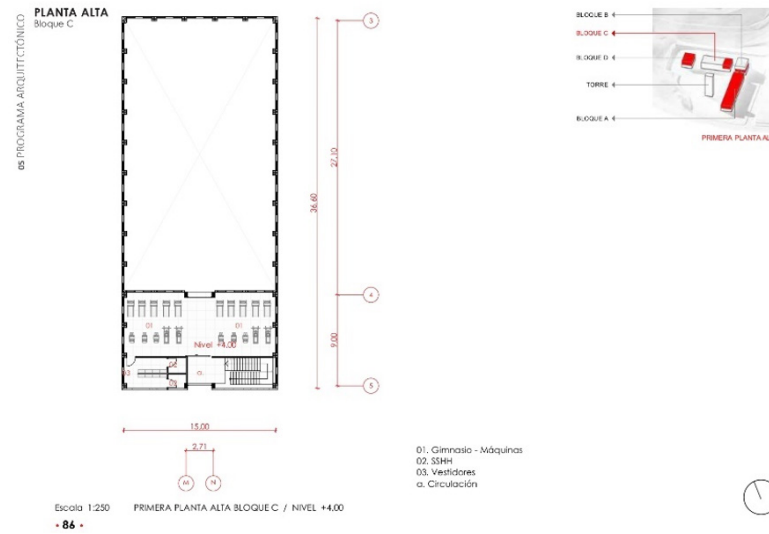 05 PROGRAMA ARQUITECTÓNICO
PLANTA ALTA
Bloque C
3
27,10
36,60
4
9,00
5
01
01
Nivel +4,00
02
03
02
a
15,00
2,71
M
N
BLOQUE B
BLOQUE C
BLOQUE D
TORRE
BLOQUE A
PRIMERA PLANTA AL
01. Gimnasio - Máquinas
02. SSHH
03. Vestidores
a. Circulación
Escala 1:250
PRIMERA PLANTA ALTA BLOQUE C / NIVEL +4,00
• 86 •